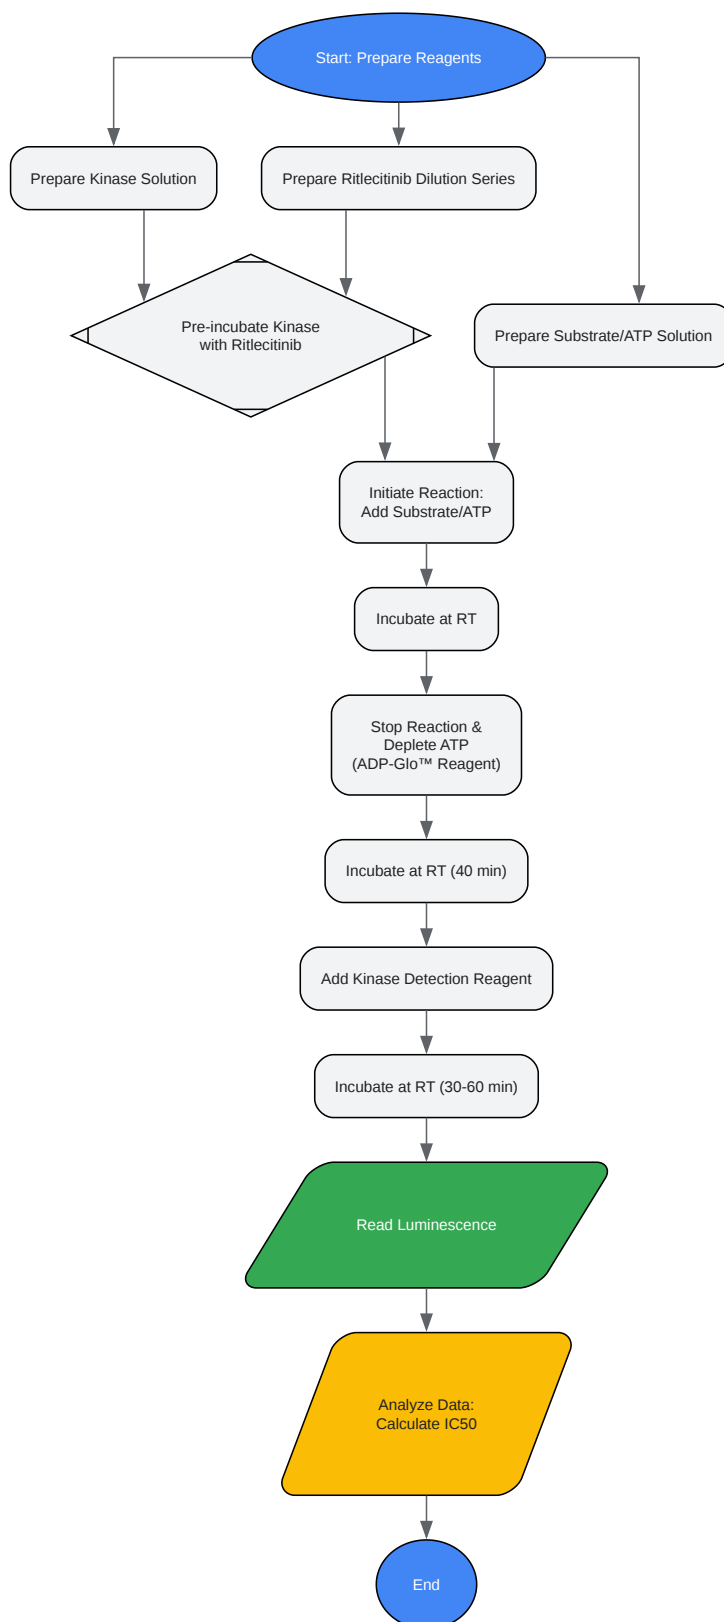 Start: Prepare Reagents
Prepare Kinase Solution
Prepare Ritlecitinib Dilution Series
Pre-incubate Kinase
with Ritlecitinib
Prepare Substrate/ATP Solution
Initiate Reaction:
Add Substrate/ATP
Incubate at RT
Stop Reaction &
Deplete ATP
(ADP-Glo™ Reagent)
Incubate at RT (40 min)
Add Kinase Detection Reagent
Incubate at RT (30-60 min)
Read Luminescence
Analyze Data:
Calculate IC50
End